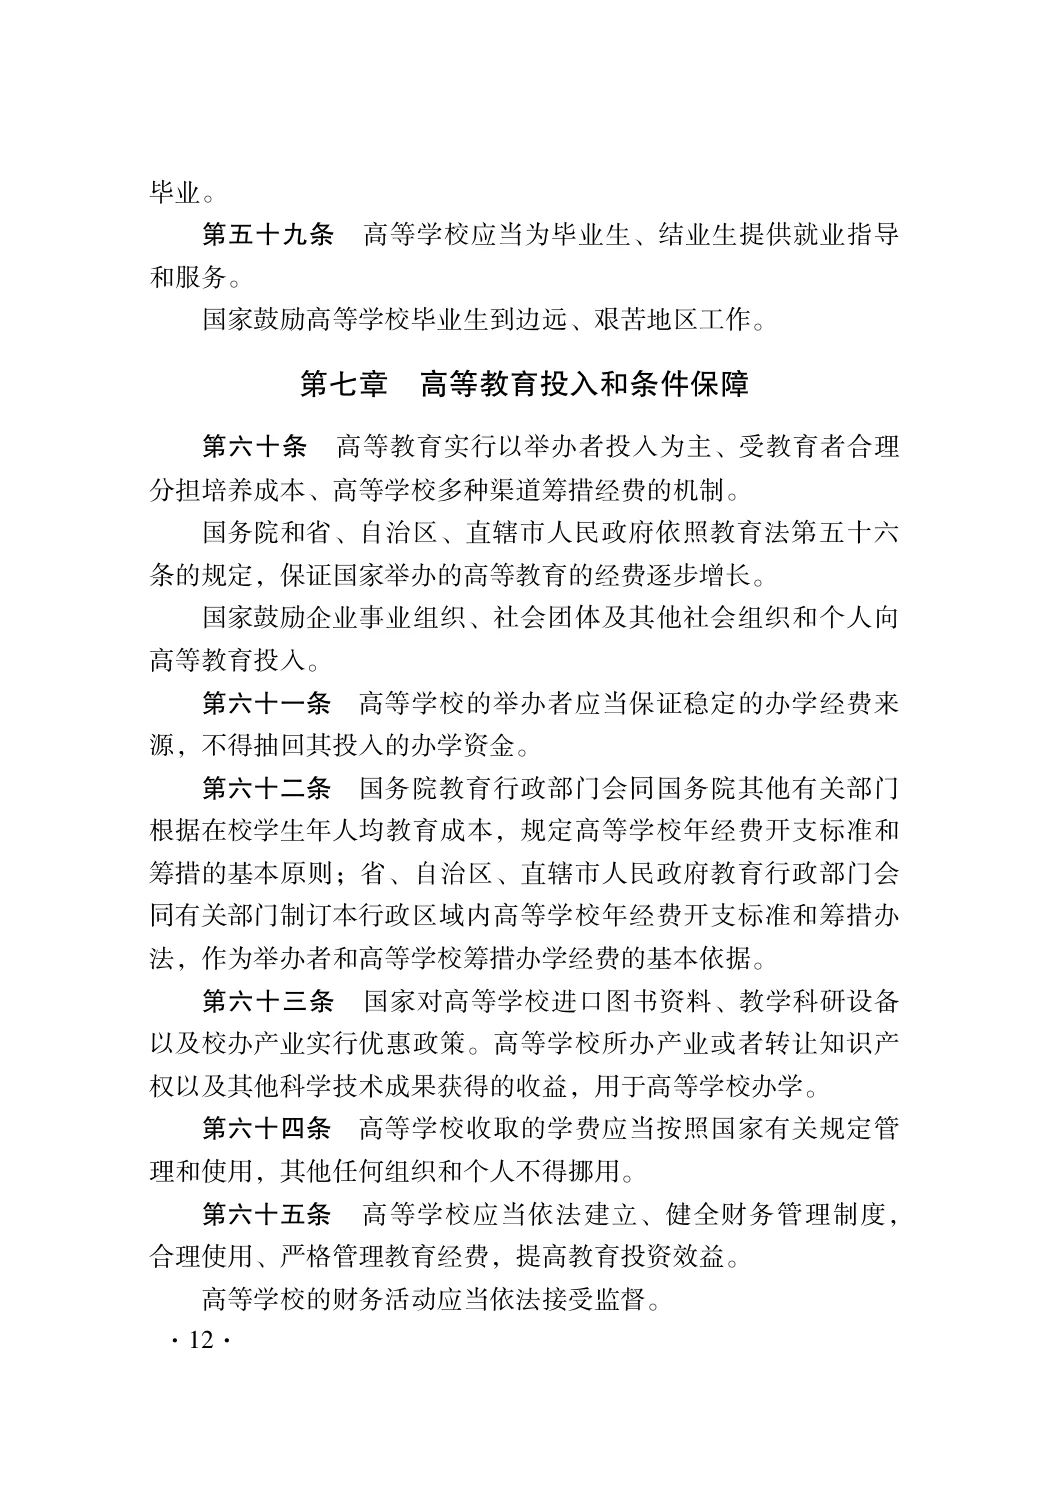 毕业。
第五十九条　高等学校应当为毕业生、结业生提供就业指导
和服务。
国家鼓励高等学校毕业生到边远、艰苦地区工作。
第七章　高等教育投入和条件保障
第六十条　高等教育实行以举办者投入为主、受教育者合理
分担培养成本、高等学校多种渠道筹措经费的机制。
国务院和省、自治区、直辖市人民政府依照教育法第五十六
条的规定，保证国家举办的高等教育的经费逐步增长。
国家鼓励企业事业组织、社会团体及其他社会组织和个人向
高等教育投入。
第六十一条　高等学校的举办者应当保证稳定的办学经费来
源，不得抽回其投入的办学资金。
第六十二条　国务院教育行政部门会同国务院其他有关部门
根据在校学生年人均教育成本，规定高等学校年经费开支标准和
筹措的基本原则；省、自治区、直辖市人民政府教育行政部门会
同有关部门制订本行政区域内高等学校年经费开支标准和筹措办
法，作为举办者和高等学校筹措办学经费的基本依据。
第六十三条　国家对高等学校进口图书资料、教学科研设备
以及校办产业实行优惠政策。高等学校所办产业或者转让知识产
权以及其他科学技术成果获得的收益，用于高等学校办学。
第六十四条　高等学校收取的学费应当按照国家有关规定管
理和使用，其他任何组织和个人不得挪用。
第六十五条　高等学校应当依法建立、健全财务管理制度，
合理使用、严格管理教育经费，提高教育投资效益。
高等学校的财务活动应当依法接受监督。
·12·